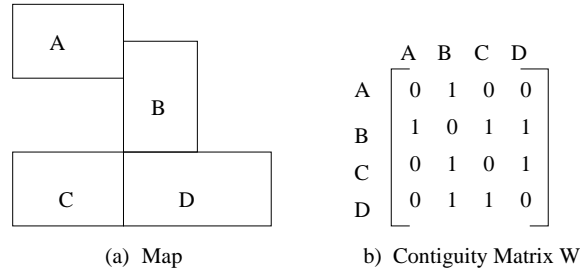 A
B
C
D
(a) Map
A B C D
A 0 1 0 0
B 1 0 1 1
C 0 1 0 1
D 0 1 1 0
b) Contiguity Matrix W